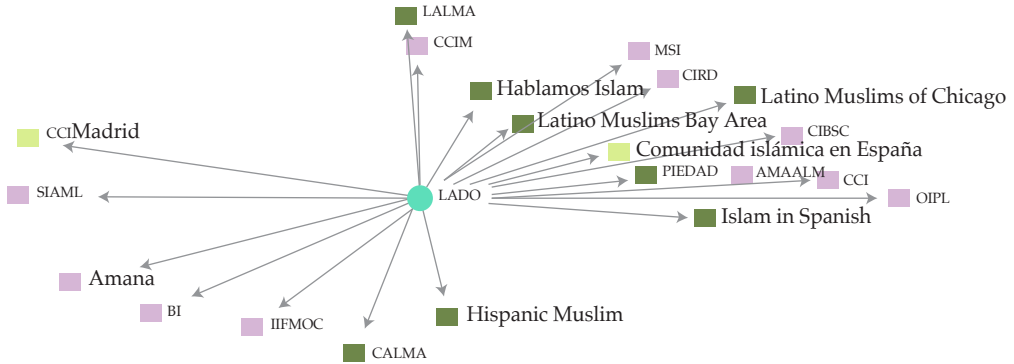 LALMA
CCIM
MSI
CIRD
Hablamos Islam
Latino Muslims of Chicago
Latino Muslims Bay Area
CCIMadrid
CIBSC
Comunidad islámica en España
PIEDAD
AMAALM
CCI
SIAML
LADO
OIPL
Islam in Spanish
Amana
BI
Hispanic Muslim
IIFMOC
CALMA